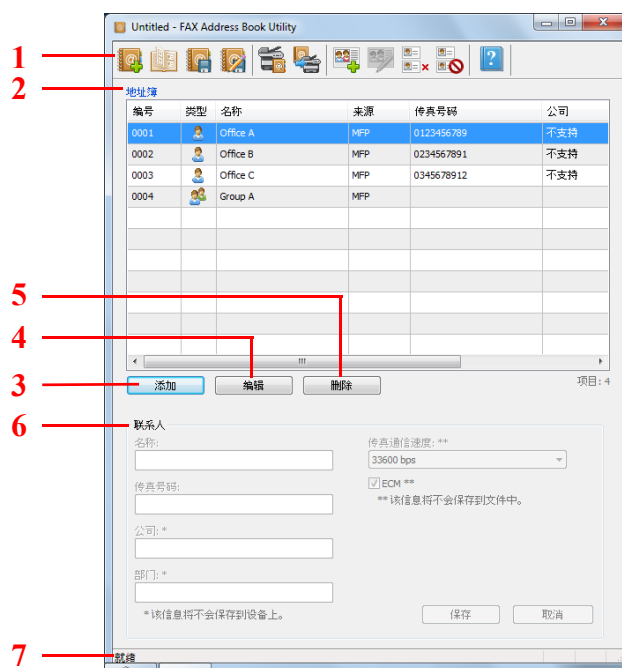 Untitled - FAX Address Book Utility
1
2
地址簿
编号 类型 名称 来源 传真号码 公司
0001 Office A MFP 0123456789 不支持
0002 Office B MFP 0234567891 不支持
0003 Office C MFP 0345678912 不支持
0004 Group A MFP
5
4
3
添加 编辑 删除 项目: 4
6
联系人
名称: 传真通信速度: **
33600 bps
传真号码: ECM **
** 该信息将不会保存到文件中。
公司: *
部门: *
* 该信息将不会保存到设备上。 保存 取消
7
就绪